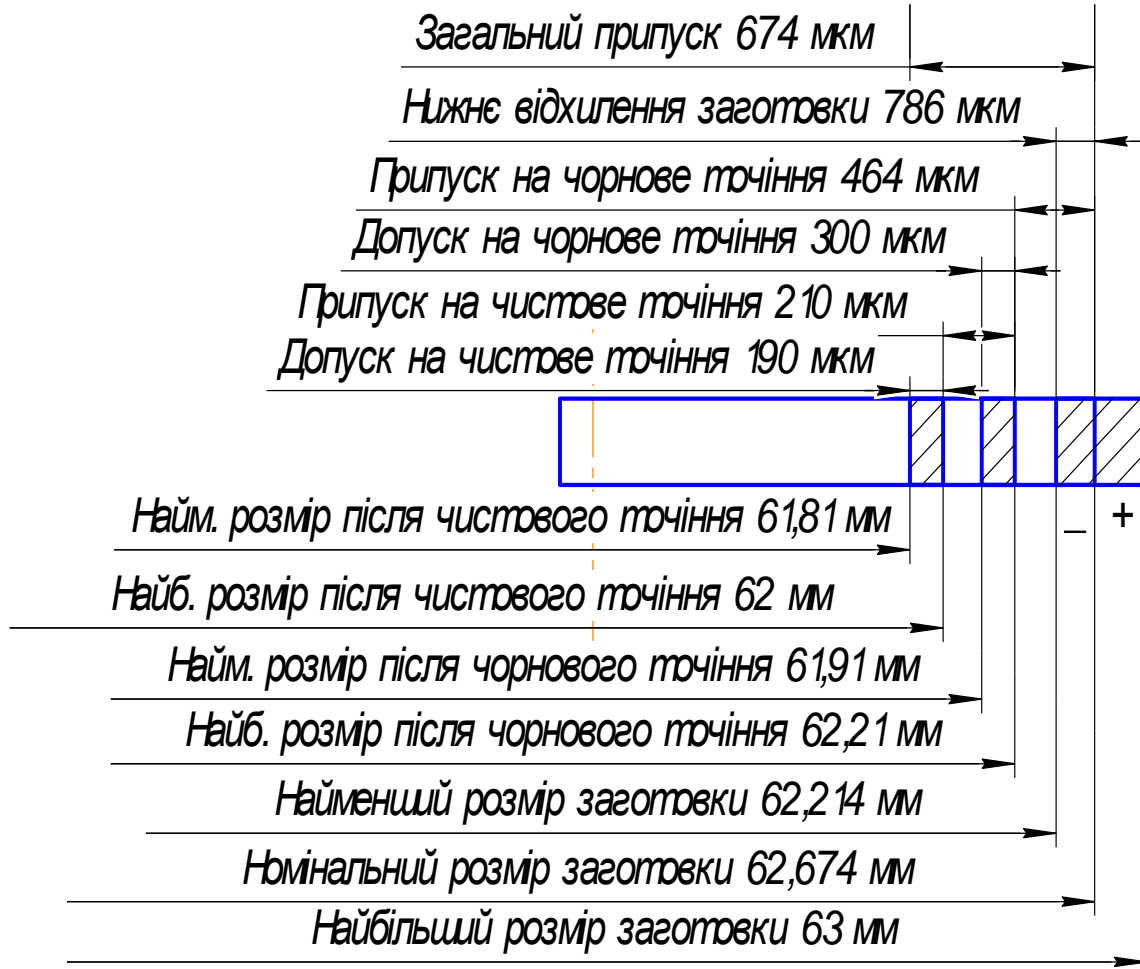 Загальний припуск 674 мкм
Нижнє відхилення заготовки 786 мкм
Припуск на чорнове точіння 464 мкм
Допуск на чорнове точіння 300 мкм
Припуск на чистове точіння 210 мкм
Допуск на чистове точіння 190 мкм
Найм. розмір після чистового точіння 61,81 мм
– +
Найб. розмір після чистового точіння 62 мм
Найм. розмір після чорнового точіння 61,91 мм
Найб. розмір після чорнового точіння 62,21 мм
Найменший розмір заготовки 62,214 мм
Номінальний розмір заготовки 62,674 мм
Найбільший розмір заготовки 63 мм